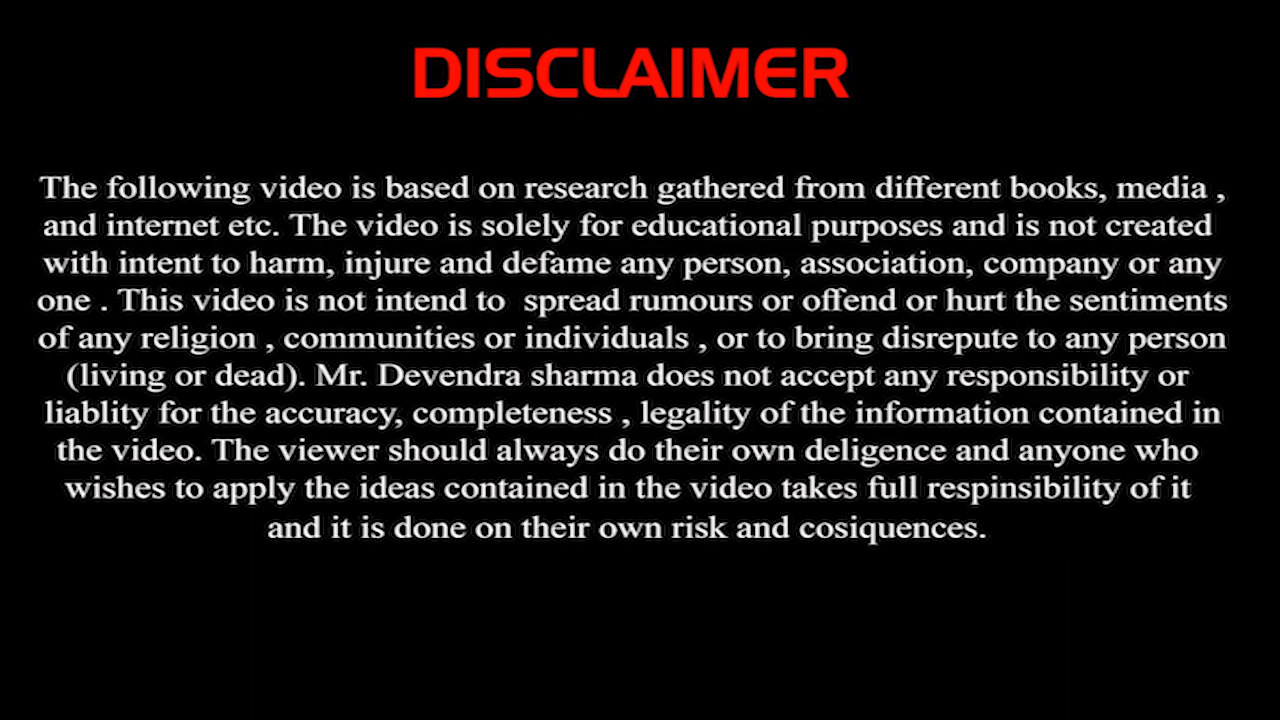 DISCLAIMER
The following video is based on research gathered from different books, media ,
and internet etc. The video is solely for educational purposes and is not created
with intent to harm, injure and defame any person, association, company or any
one . This video is not intend to  spread rumours or offend or hurt the sentiments
of any religion , communities or individuals , or to bring disrepute to any person
(living or dead). Mr. Devendra sharma does not accept any responsibility or
liablity for the accuracy, completeness , legality of the information contained in
the video. The viewer should always do their own deligence and anyone who
wishes to apply the ideas contained in the video takes full respinsibility of it
and it is done on their own risk and cosiquences.